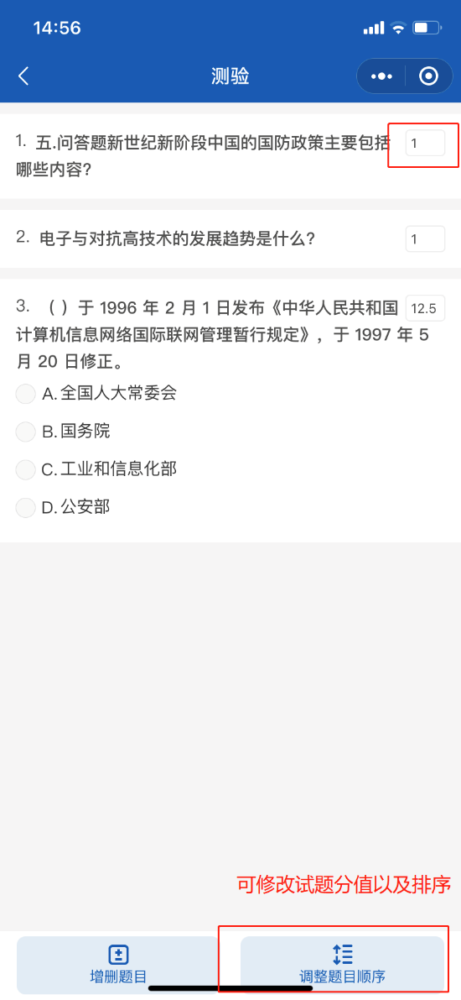 14:56
测验
1. 五.问答题新世纪新阶段中国的国防政策主要包括 1
哪些内容?
2. 电子与对抗高技术的发展趋势是什么? 1
3. （ ）于 1996 年 2 月 1 日发布《中华人民共和国 12.5
计算机信息网络国际联网管理暂行规定》，于 1997 年 5
月 20 日修正。
A. 全国人大常委会
B. 国务院
C. 工业和信息化部
D. 公安部
可修改试题分值以及排序
增删题目 调整题目顺序